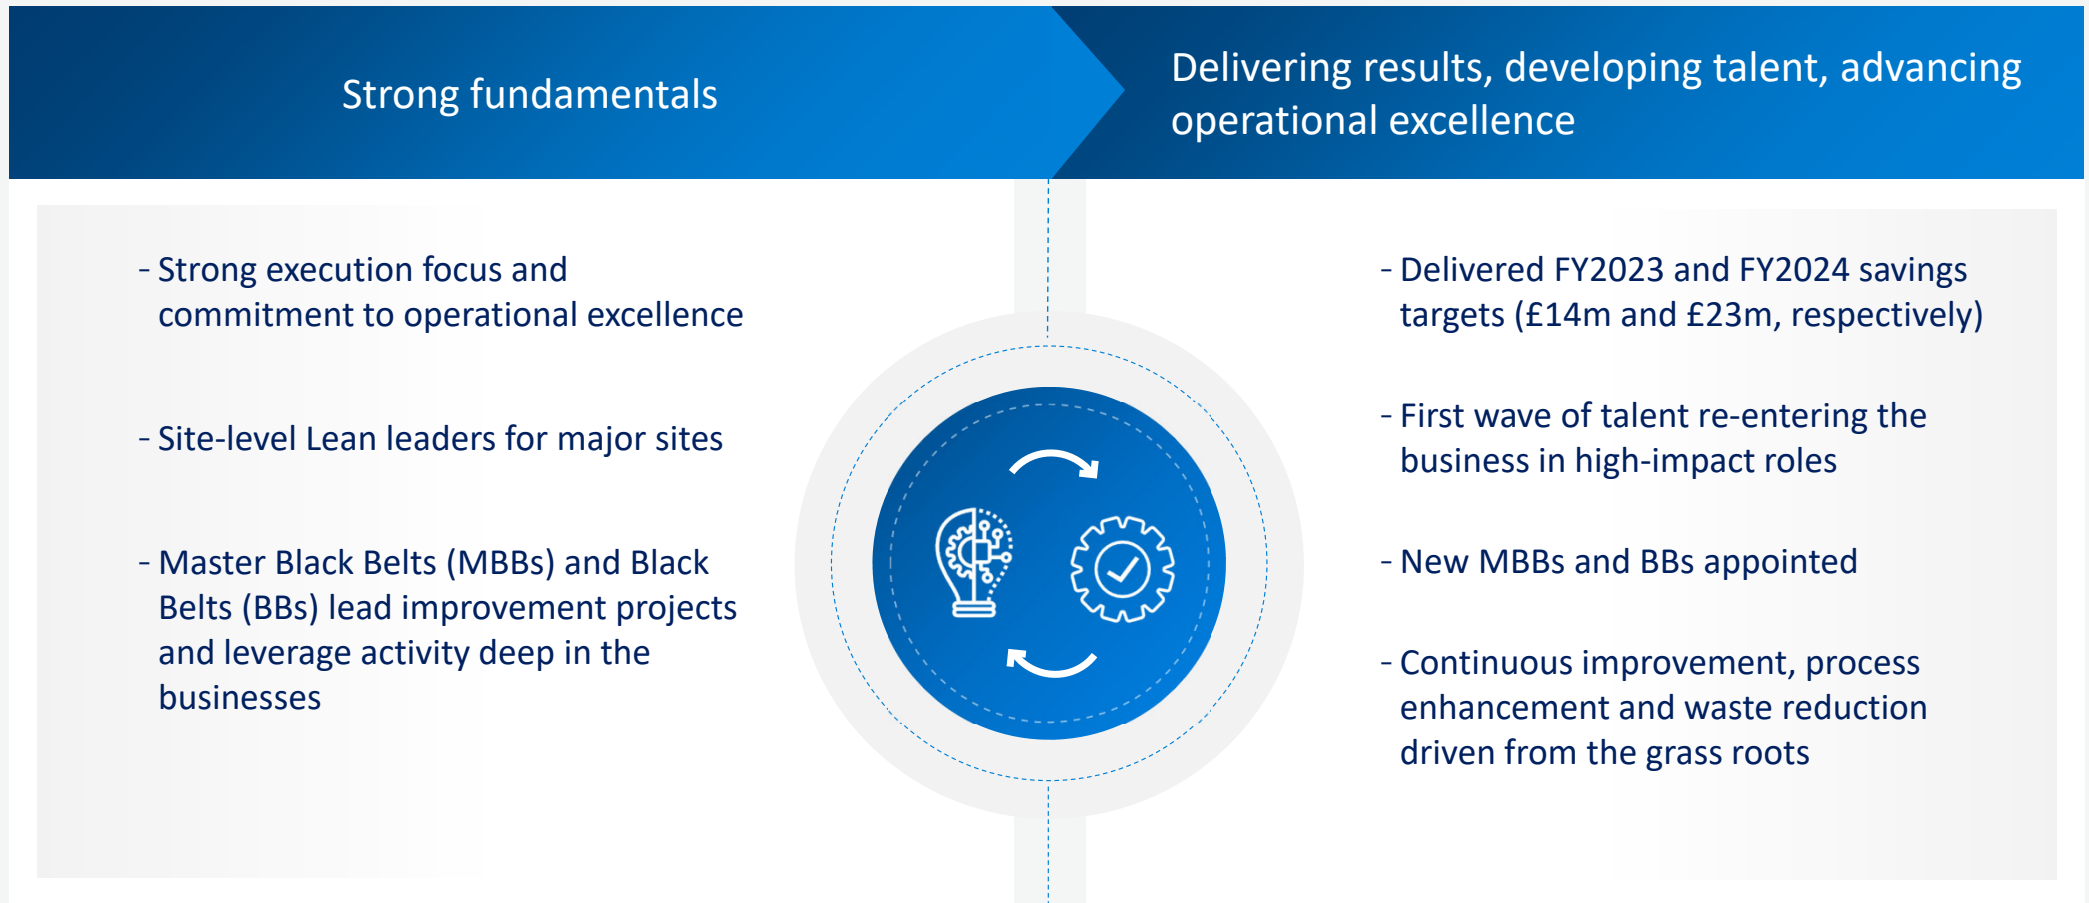 Strong fundamentals
Delivering results, developing talent, advancing
operational excellence
- Strong execution focus and
commitment to operational excellence
- Site-level Lean leaders for major sites
- Master Black Belts (MBBs) and Black
Belts (BBs) lead improvement projects
and leverage activity deep in the
businesses
- Delivered FY2023 and FY2024 savings
targets (£14m and £23m, respectively)
- First wave of talent re-entering the
business in high-impact roles
- New MBBs and BBs appointed
- Continuous improvement, process
enhancement and waste reduction
driven from the grass roots